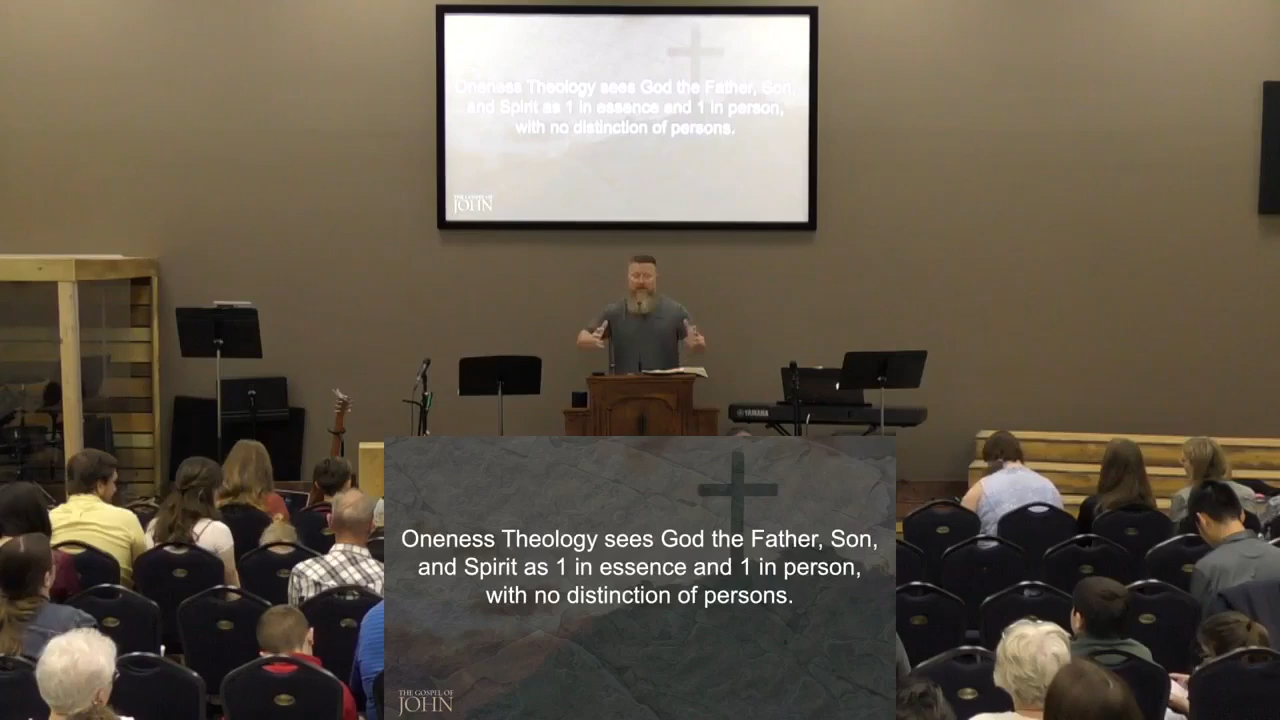 Oneness Theology sees God the Father, Son,
and Spirit as 1 in essence and 1 in person,
with no distinction of persons.
THE GOSPEL OF
JOHN
YAMAHA
Oneness Theology sees God the Father, Son,
and Spirit as 1 in essence and 1 in person,
with no distinction of persons.
THE GOSPEL OF
JOHN